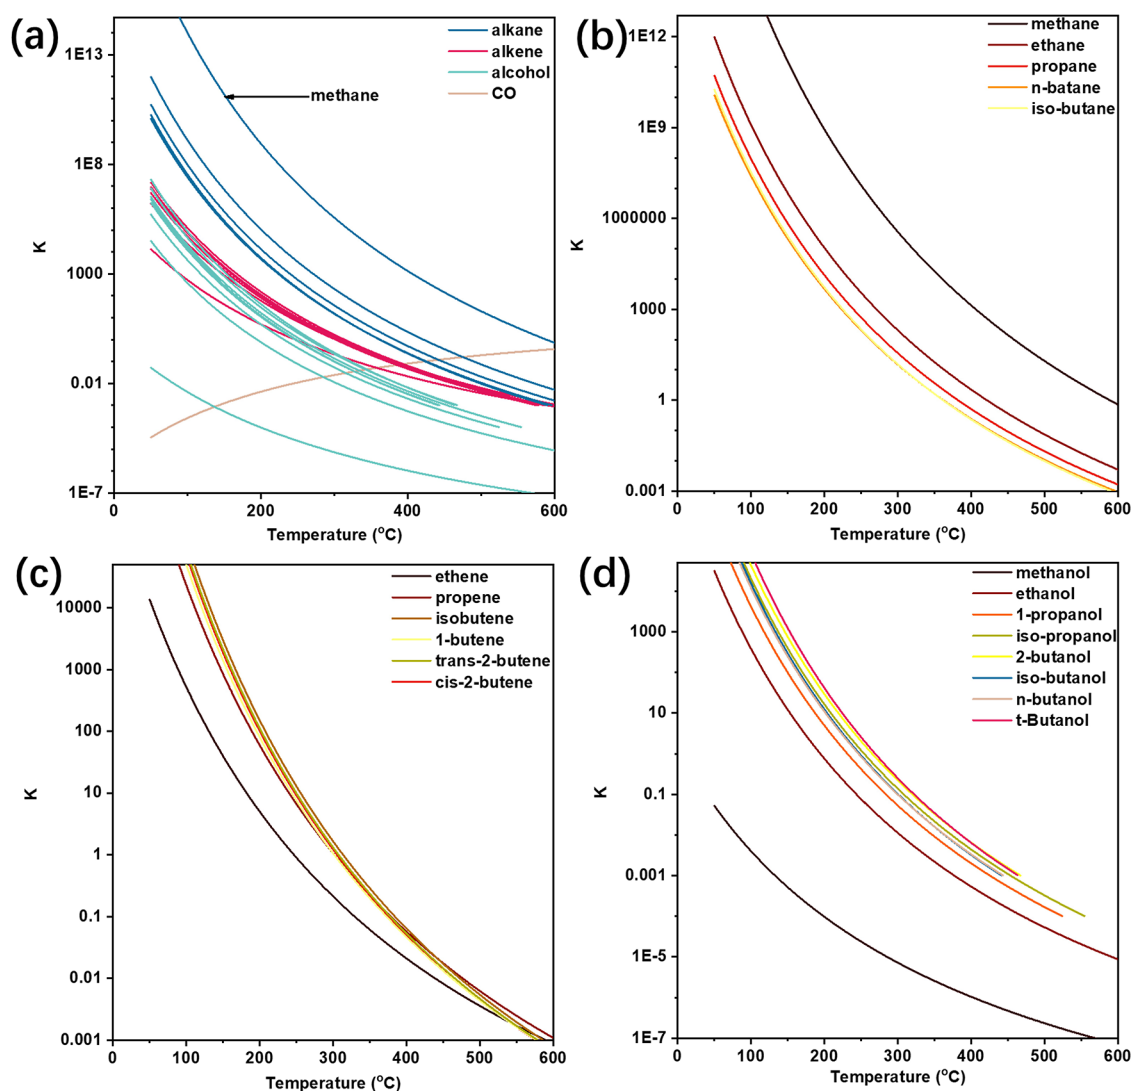 (a)
1E13
1E8
1000
0.01
1E-7
K
alkane
alkene
alcohol
CO
methane
0
200
400
600
Temperature (°C)
(b)
1E12
1E9
1000000
1000
1
0.001
K
methane
ethane
propane
n-batane
iso-butane
0
100
200
300
400
500
600
Temperature (°C)
(c)
10000
1000
100
10
1
0.1
0.01
0.001
K
ethene
propene
isobutene
1-butene
trans-2-butene
cis-2-butene
0
100
200
300
400
500
600
Temperature (°C)
(d)
1000
10
0.1
0.001
1E-5
1E-7
K
methanol
ethanol
1-propanol
iso-propanol
2-butanol
iso-butanol
n-butanol
t-Butanol
0
100
200
300
400
500
600
Temperature (°C)